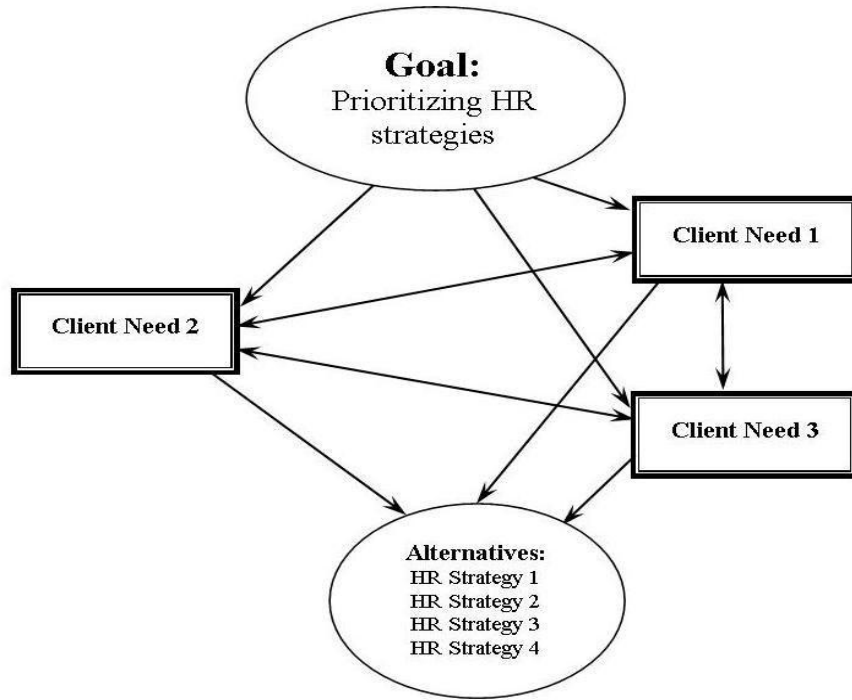 Goal:
Prioritizing HR
strategies
Client Need 1
Client Need 2
Client Need 3
Alternatives:
HR Strategy 1
HR Strategy 2
HR Strategy 3
HR Strategy 4